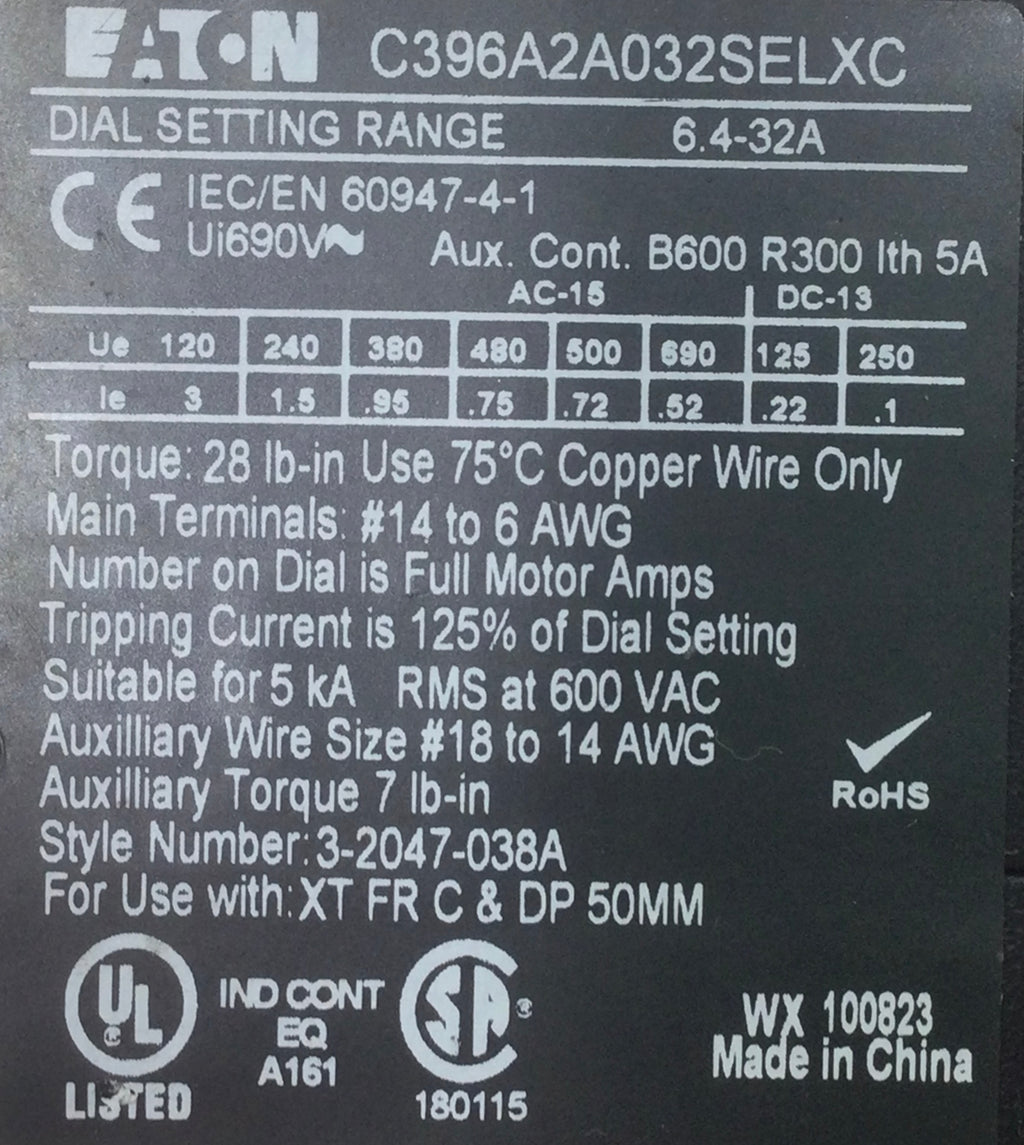 EATON C396A2A032SELXC
DIAL SETTING RANGE 6.4-32A
CE IEC/EN 60947-4-1
Ui690V~ Aux. Cont. B600 R300 Ith 5A
AC-15 DC-13
Ue 120 240 380 480 500 690 125 250
Ie 3 1.5 .95 .75 .72 .52 .22 .1
Torque: 28 lb-in Use 75°C Copper Wire Only
Main Terminals: #14 to 6 AWG
Number on Dial is Full Motor Amps
Tripping Current is 125% of Dial Setting
Suitable for 5 kA RMS at 600 VAC
Auxilliary Wire Size #18 to 14 AWG
Auxilliary Torque 7 lb-in
RoHS
Style Number: 3-2047-038A
For Use with: XT FR C & DP 50MM
UL C
LISTED
IND CONT
EQ
A161
SA ®
180115
WX 100823
Made in China